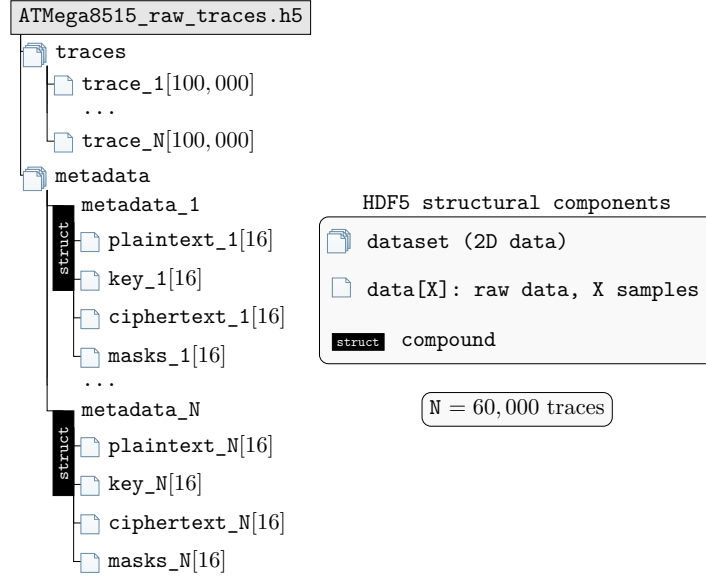 ATMega8515_raw_traces.h5
traces
trace_1[100,000]
...
trace_N[100,000]
metadata
metadata_1
struct
plaintext_1[16]
key_1[16]
ciphertext_1[16]
masks_1[16]
...
metadata_N
struct
plaintext_N[16]
key_N[16]
ciphertext_N[16]
masks_N[16]
HDF5 structural components
dataset (2D data)
data[X]: raw data, X samples
struct compound
N = 60,000 traces